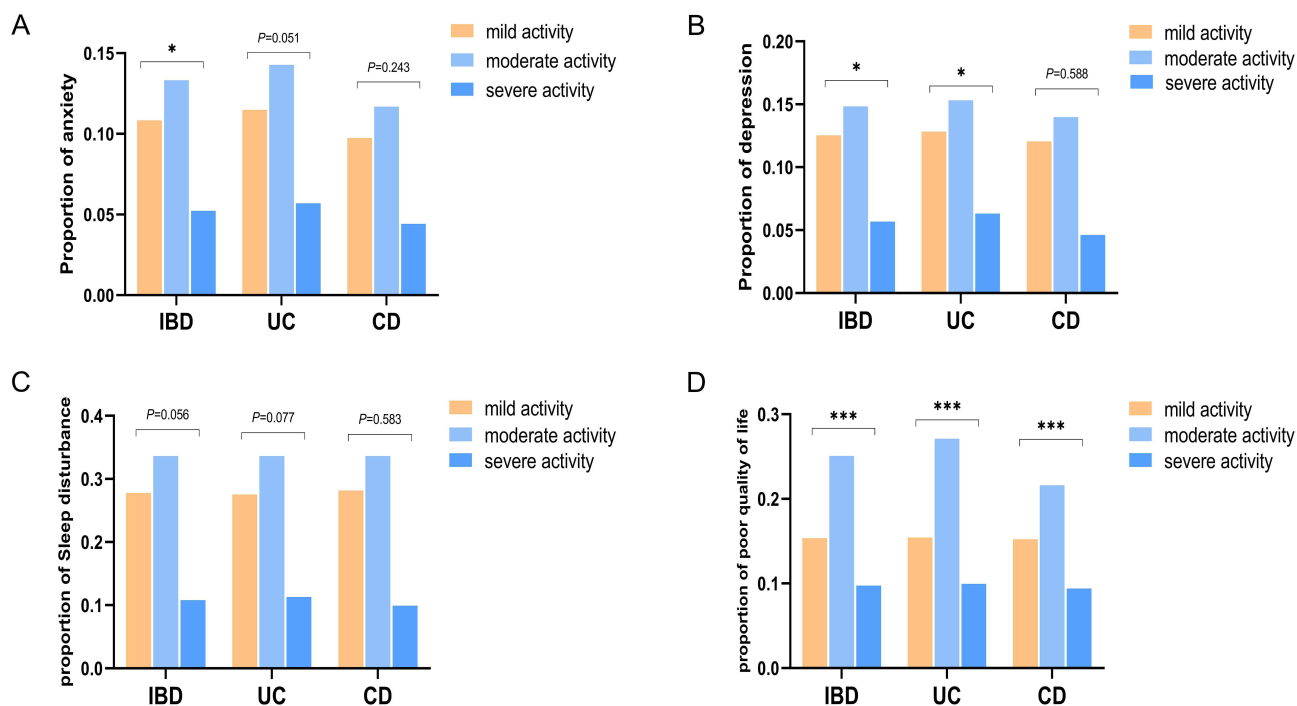 A
mild activity
moderate activity
severe activity
Proportion of anxiety
0.15
0.10
0.05
0.00
*
P=0.051
P=0.243
IBD UC CD
B
mild activity
moderate activity
severe activity
Proportion of depression
0.20
0.15
0.10
0.05
0.00
*
*
P=0.588
IBD UC CD
C
mild activity
moderate activity
severe activity
proportion of Sleep disturbance
0.4
0.3
0.2
0.1
0.0
P=0.056
P=0.077
P=0.583
IBD UC CD
D
mild activity
moderate activity
severe activity
proportion of poor quality of life
0.3
0.2
0.1
0.0
***
***
***
IBD UC CD